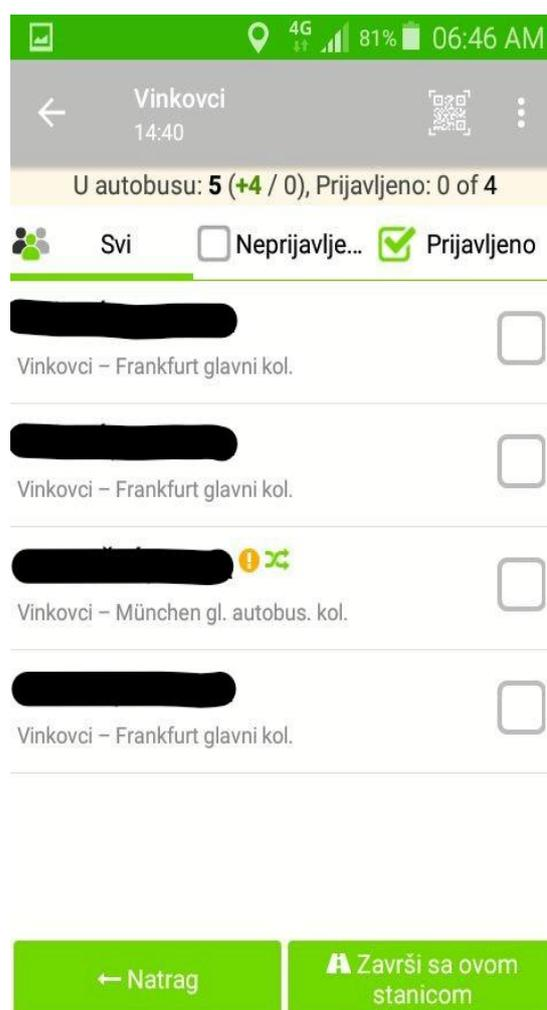 4G 81% 06:46 AM
Vinkovci
14:40
U autobusu: 5 (+4 / 0), Prijavljeno: 0 of 4
Svi Neprijavlje... Prijavljeno
Vinkovci – Frankfurt glavni kol.
Vinkovci – Frankfurt glavni kol.
Vinkovci – München gl. autobus. kol.
Vinkovci – Frankfurt glavni kol.
← Natrag
Završi sa ovom
stanicom